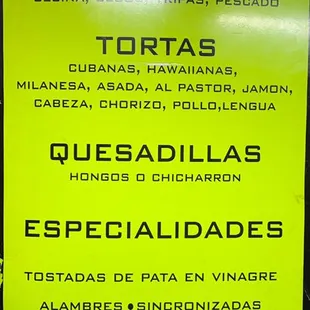 TORTAS
CUBANAS, HAWAIIANAS,
MILANESA, ASADA, AL PASTOR, JAMON,
CABEZA, CHORIZO, POLLO,LENGUA
QUESADILLAS
HONGOS O CHICHARRON
ESPECIALIDADES
TOSTADAS DE PATA EN VINAGRE
ALAMBRES • SINCRONIZADAS